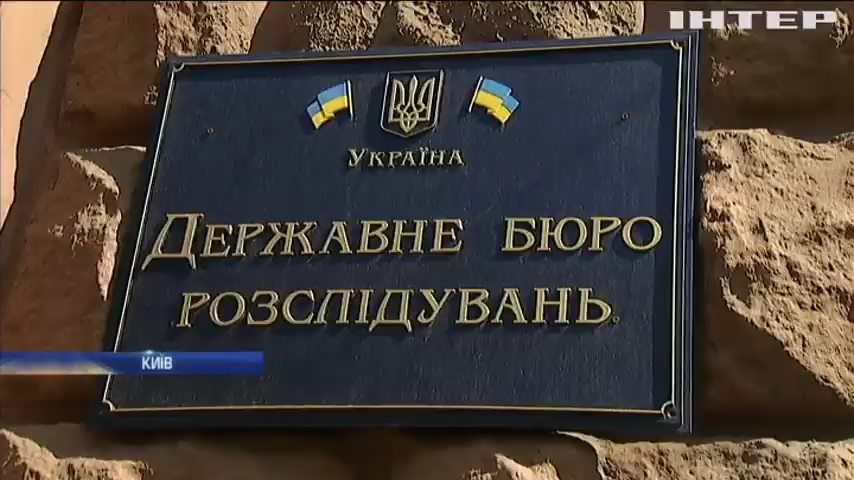 ІНТЕР
УКРАЇНА
ДЕРЖАВНЕ БЮРО
РОЗСЛІДУВАНЬ
КИЇВ